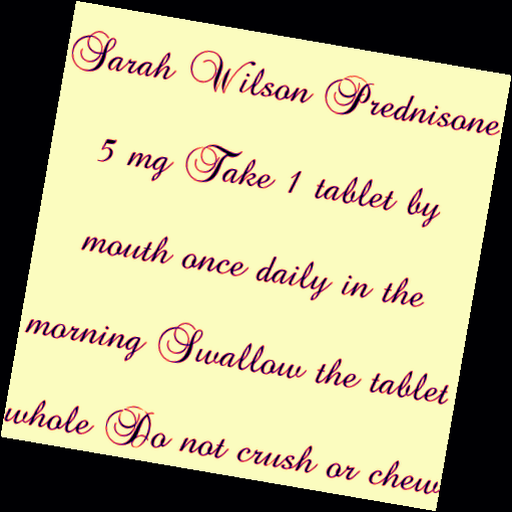 Sarah Wilson Prednisone
5 mg Take 1 tablet by
mouth once daily in the
morning Swallow the tablet
whole Do not crush or chew